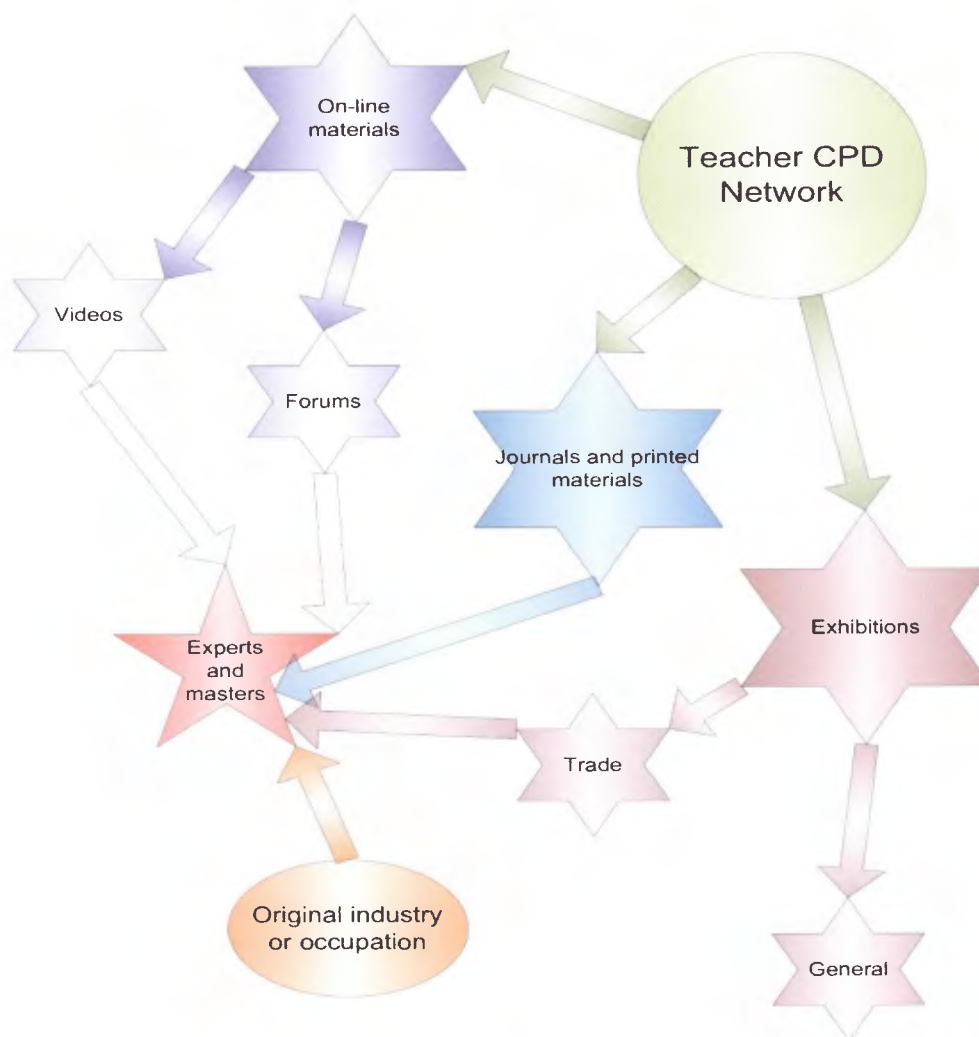 On-line
materials
Teacher CPD
Network
Videos
Forums
Journals and printed
materials
Exhibitions
Experts
and
masters
Trade
Original industry
or occupation
General